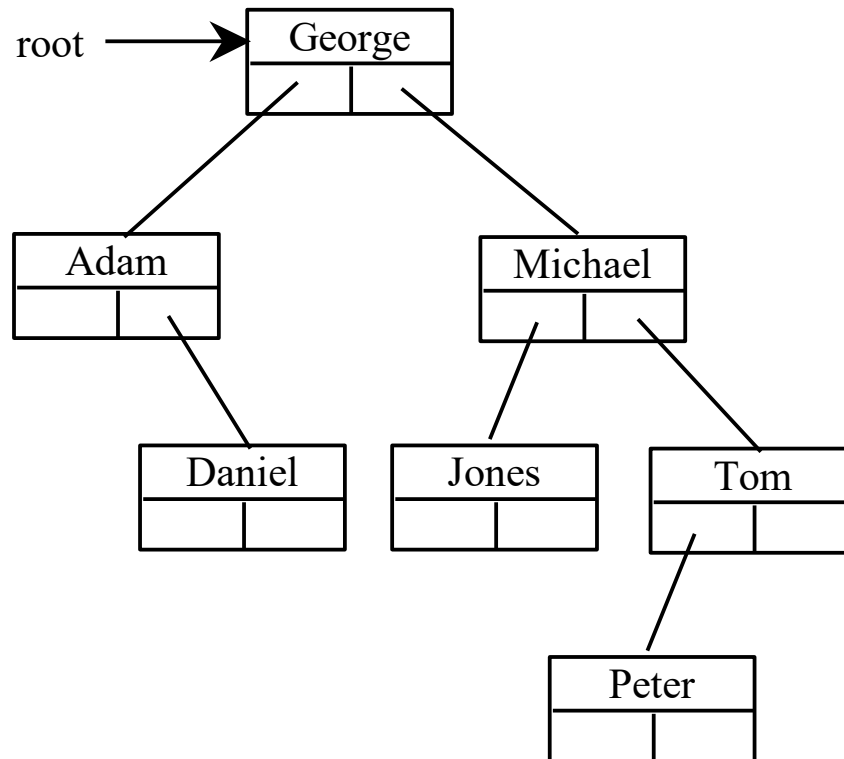 root
George
Adam
Michael
Daniel
Jones
Tom
Peter